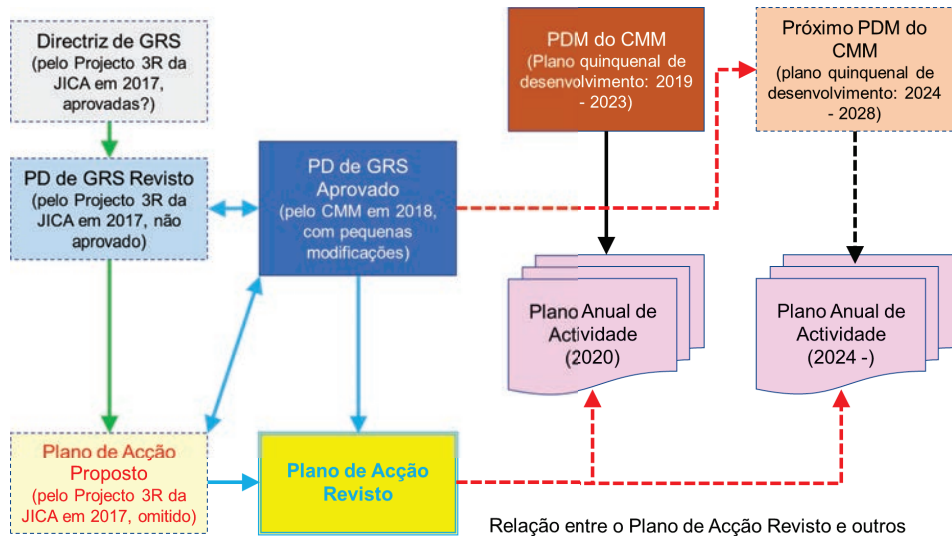 Directriz de GRS
(pelo Projecto 3R da
JICA em 2017,
aprovadas?)
PD de GRS Revisto
(pelo Projecto 3R da
JICA em 2017, não
aprovado)
PD de GRS
Aprovado
(pelo CMM em 2018,
com pequenas
modificações)
PDM do CMM
(Plano quinquenal de
desenvolvimento: 2019
- 2023)
Próximo PDM do
CMM
(plano quinquenal de
desenvolvimento: 2024
- 2028)
Plano Anual de
Actividade
(2020)
Plano Anual de
Actividade
(2024 -)
Plano de Acção
Proposto
(pelo Projecto 3R da
JICA em 2017, omitido)
Plano de Acção
Revisto
Relação entre o Plano de Acção Revisto e outros